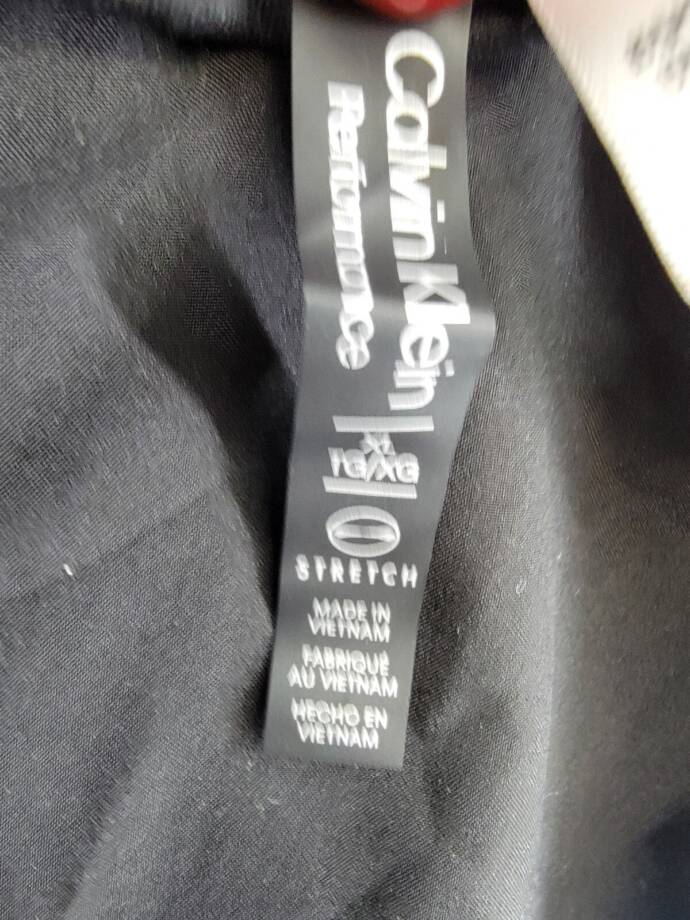 Calvin Klein
Performance
XL
TG/XG
STRETCH
MADE IN
VIETNAM
FABRIQUÉ
AU VIETNAM
HECHO EN
VIETNAM